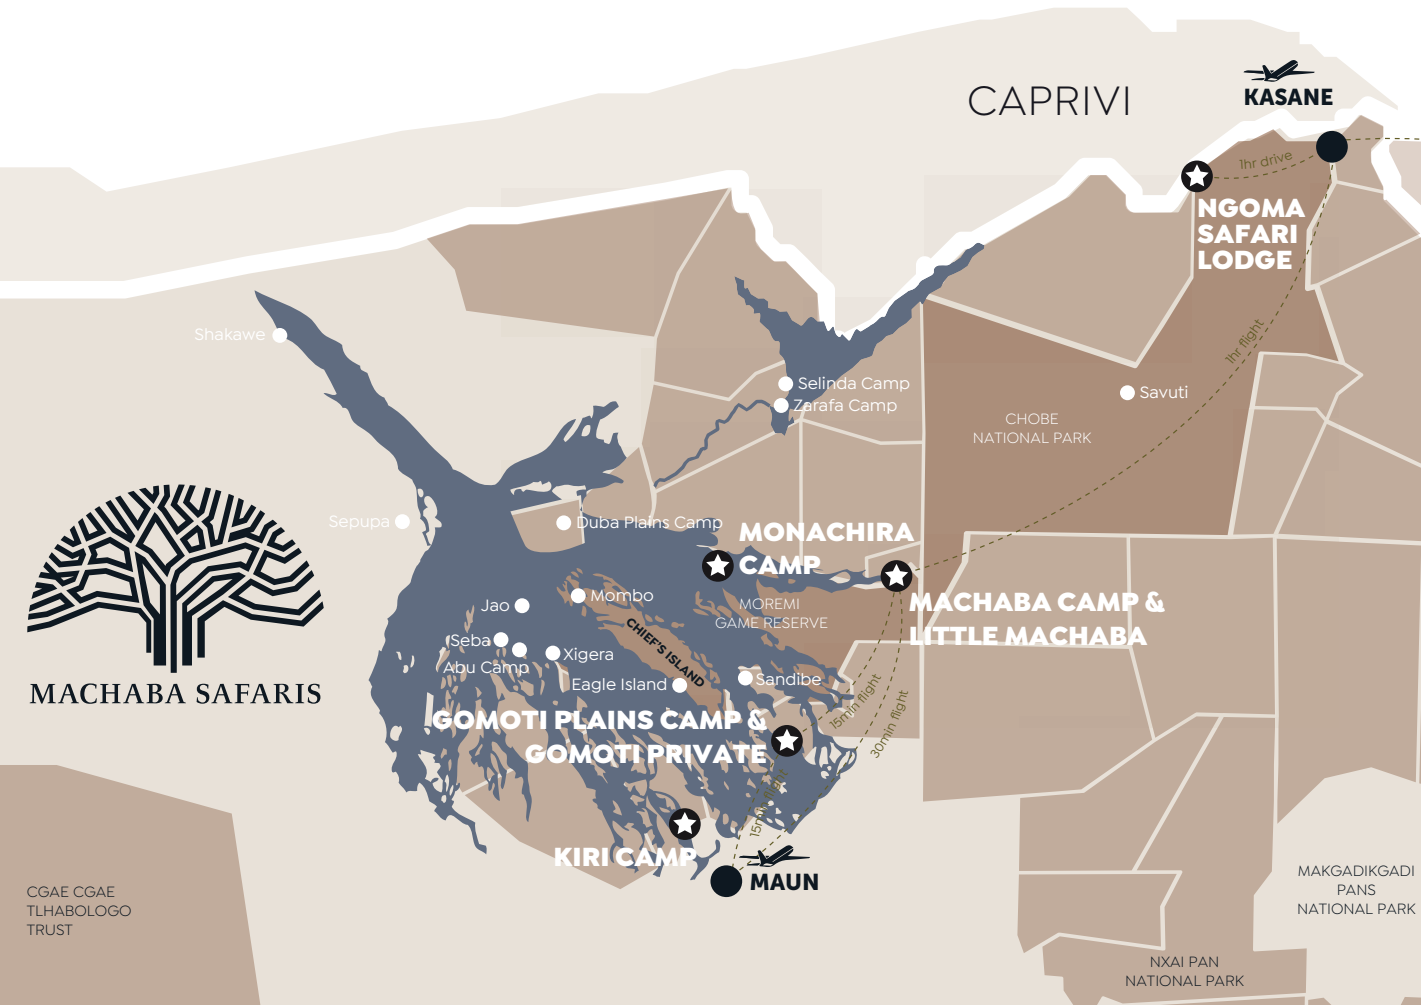 CAPRIVI
KASANE
1hr drive
NGOMA
SAFARI
LODGE
1hr flight
Shakawe
Selinda Camp
Zarafa Camp
Savuti
CHOBE
NATIONAL PARK
Sepupa
Duba Plains Camp
MONACHIRA
CAMP
Mombo
Jao
MOREMI
GAME RESERVE
MACHABA CAMP &
LITTLE MACHABA
CHIEF'S ISLAND
Seba
Abu Camp
Xigera
Eagle Island
Sandibe
MACHABA SAFARIS
15min flight
30min flight
GOMOTI PLAINS CAMP &
GOMOTI PRIVATE
15min flight
KIRI CAMP
MAUN
CGAE CGAE
TLHABOLOGO
TRUST
MAKGADIKGADI
PANS
NATIONAL PARK
NXAI PAN
NATIONAL PARK